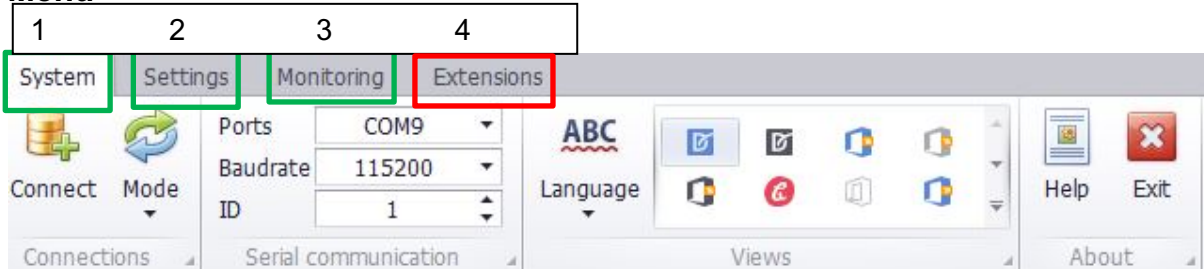 Menu
1 2 3 4
System Settings Monitoring Extensions
Ports COM9
Baudrate 115200
ID 1
Connect Mode
ABC
Language
Help Exit
Connections Serial communication Views About